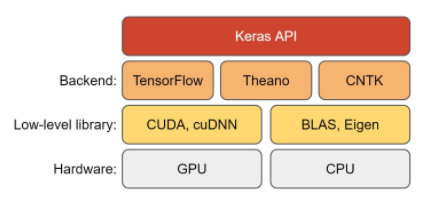 Keras API
Backend: TensorFlow Theano CNTK
Low-level library: CUDA, cuDNN BLAS, Eigen
Hardware: GPU CPU